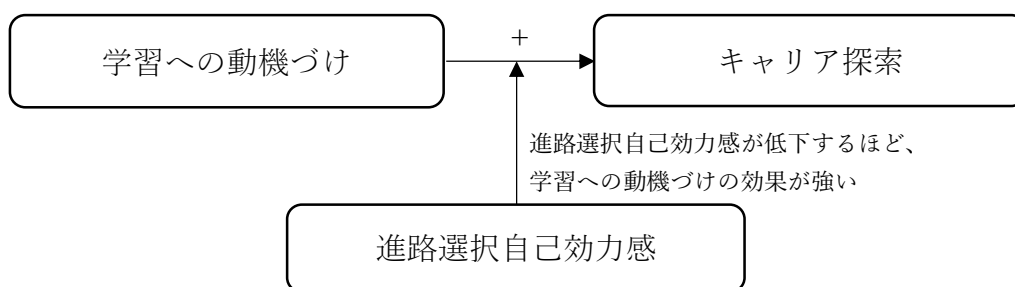 学習への動機づけ
+
キャリア探索
進路選択自己効力感が低下するほど、
学習への動機づけの効果が強い
進路選択自己効力感